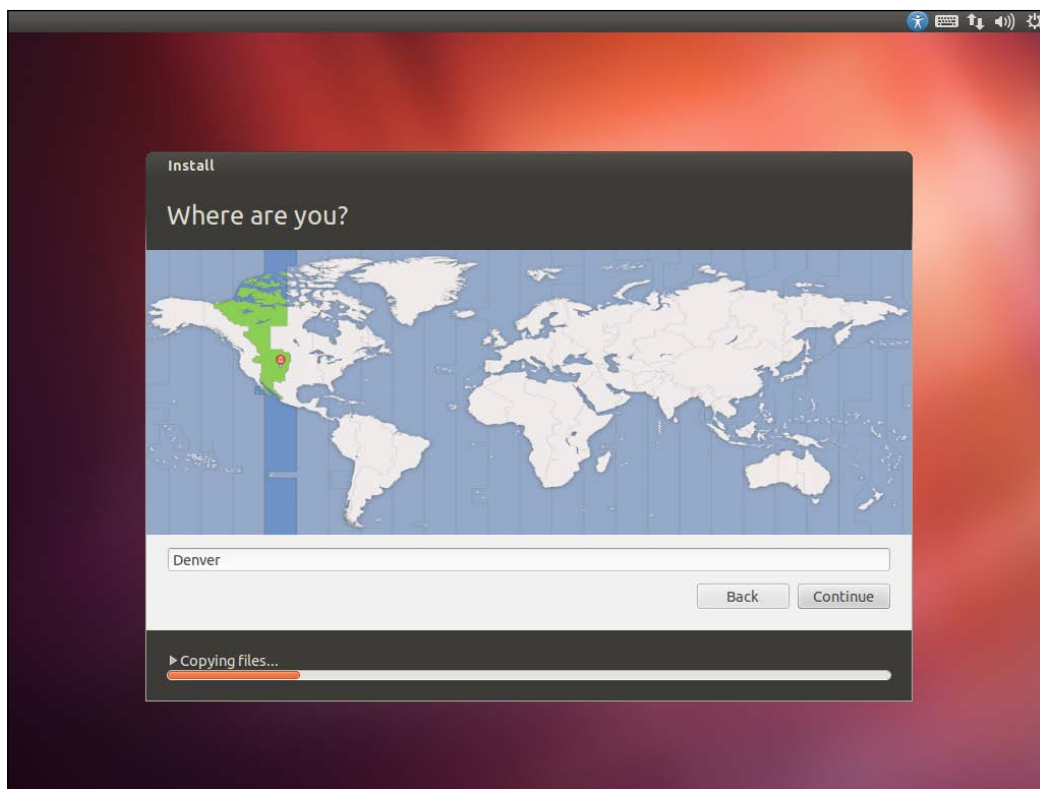 Install
Where are you?
Denver
Back
Continue
Copying files...